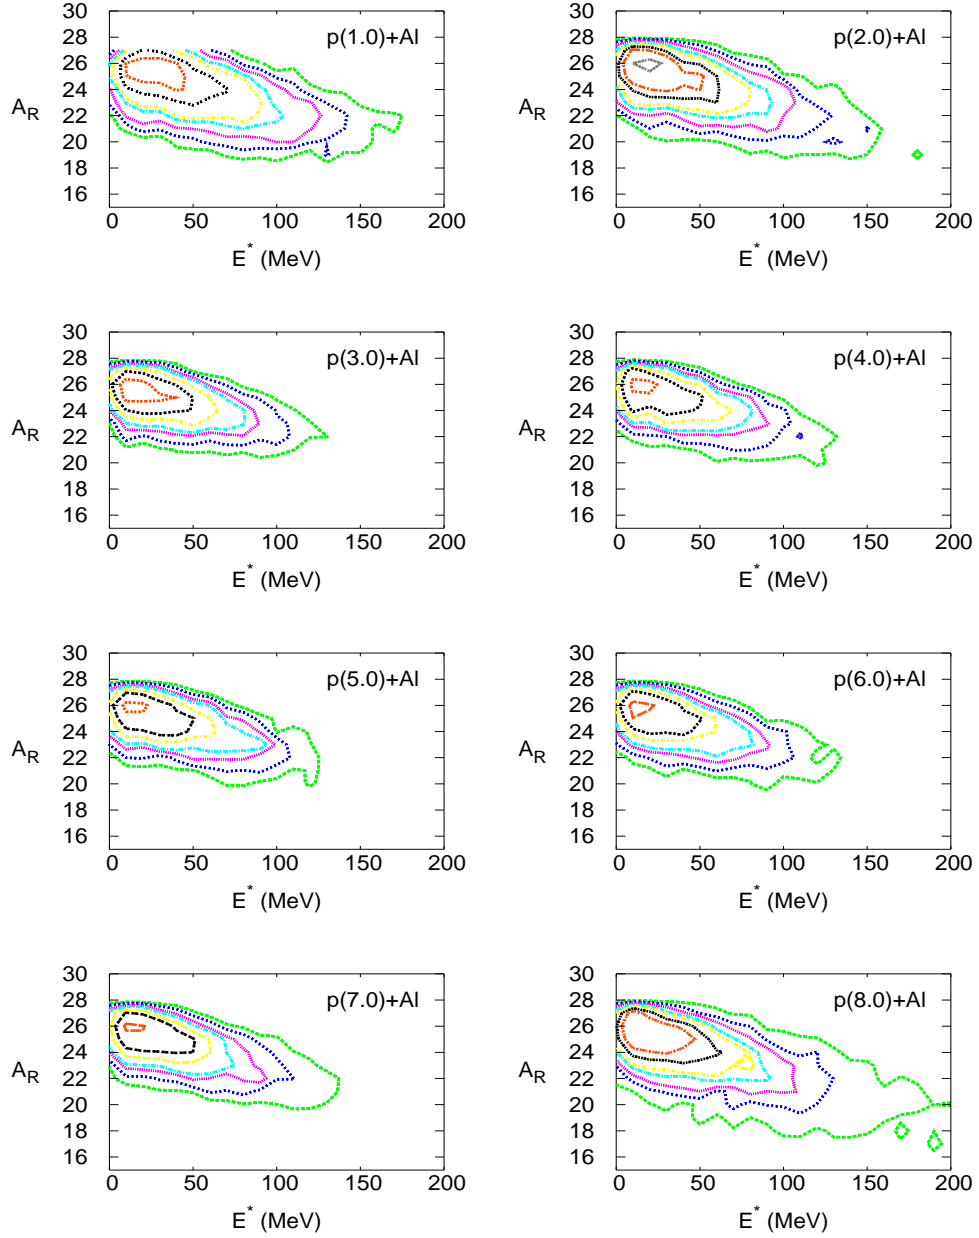 30
28
26
24
22
20
18
16
A_R
p(1.0)+Al
0 50 100 150 200
E^* (MeV)
30
28
26
24
22
20
18
16
A_R
p(2.0)+Al
0 50 100 150 200
E^* (MeV)
30
28
26
24
22
20
18
16
A_R
p(3.0)+Al
0 50 100 150 200
E^* (MeV)
30
28
26
24
22
20
18
16
A_R
p(4.0)+Al
0 50 100 150 200
E^* (MeV)
30
28
26
24
22
20
18
16
A_R
p(5.0)+Al
0 50 100 150 200
E^* (MeV)
30
28
26
24
22
20
18
16
A_R
p(6.0)+Al
0 50 100 150 200
E^* (MeV)
30
28
26
24
22
20
18
16
A_R
p(7.0)+Al
0 50 100 150 200
E^* (MeV)
30
28
26
24
22
20
18
16
A_R
p(8.0)+Al
0 50 100 150 200
E^* (MeV)